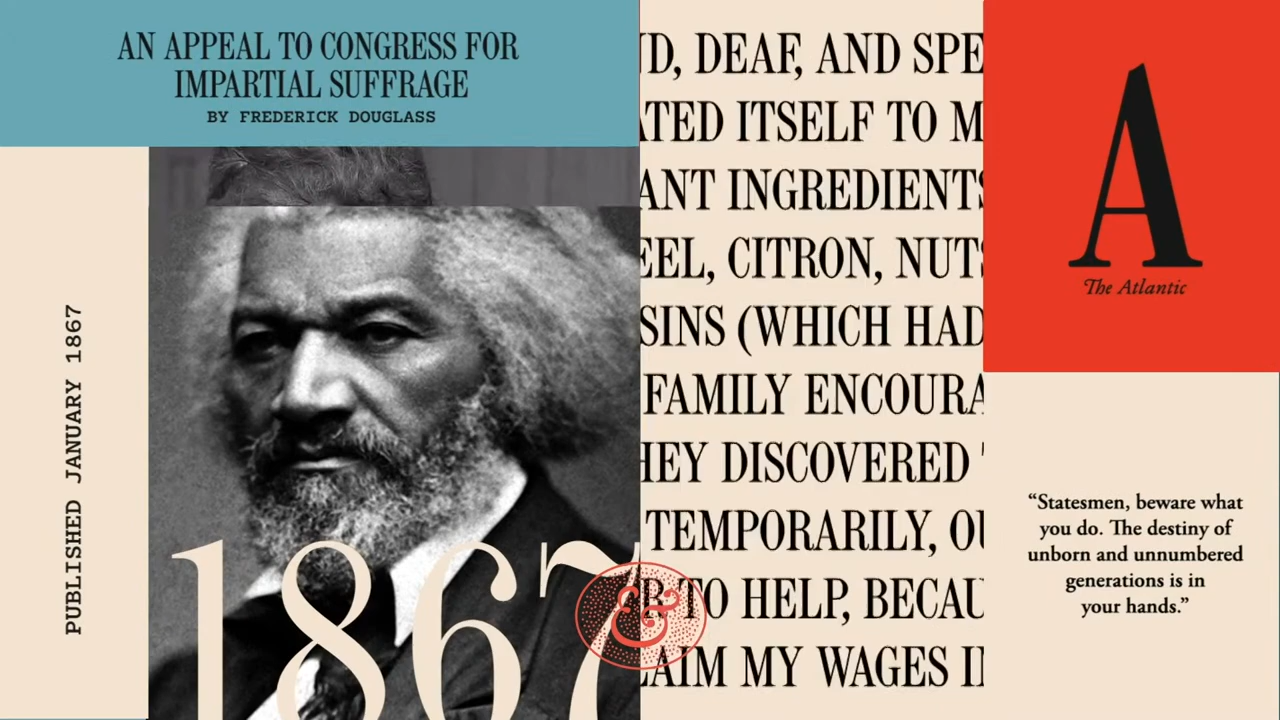 AN APPEAL TO CONGRESS FOR
IMPARTIAL SUFFRAGE
BY FREDERICK DOUGLASS
PUBLISHED JANUARY 1867
1867
&
D, DEAF, AND SPE
ATED ITSELF TO M
ANT INGREDIENTS
EEL, CITRON, NUTS
SINS (WHICH HAD
FAMILY ENCOURA
HEY DISCOVERED
TEMPORARILY, OU
R TO HELP, BECAU
AIM MY WAGES IN
A
The Atlantic
“Statesmen, beware what
you do. The destiny of
unborn and unnumbered
generations is in
your hands.”